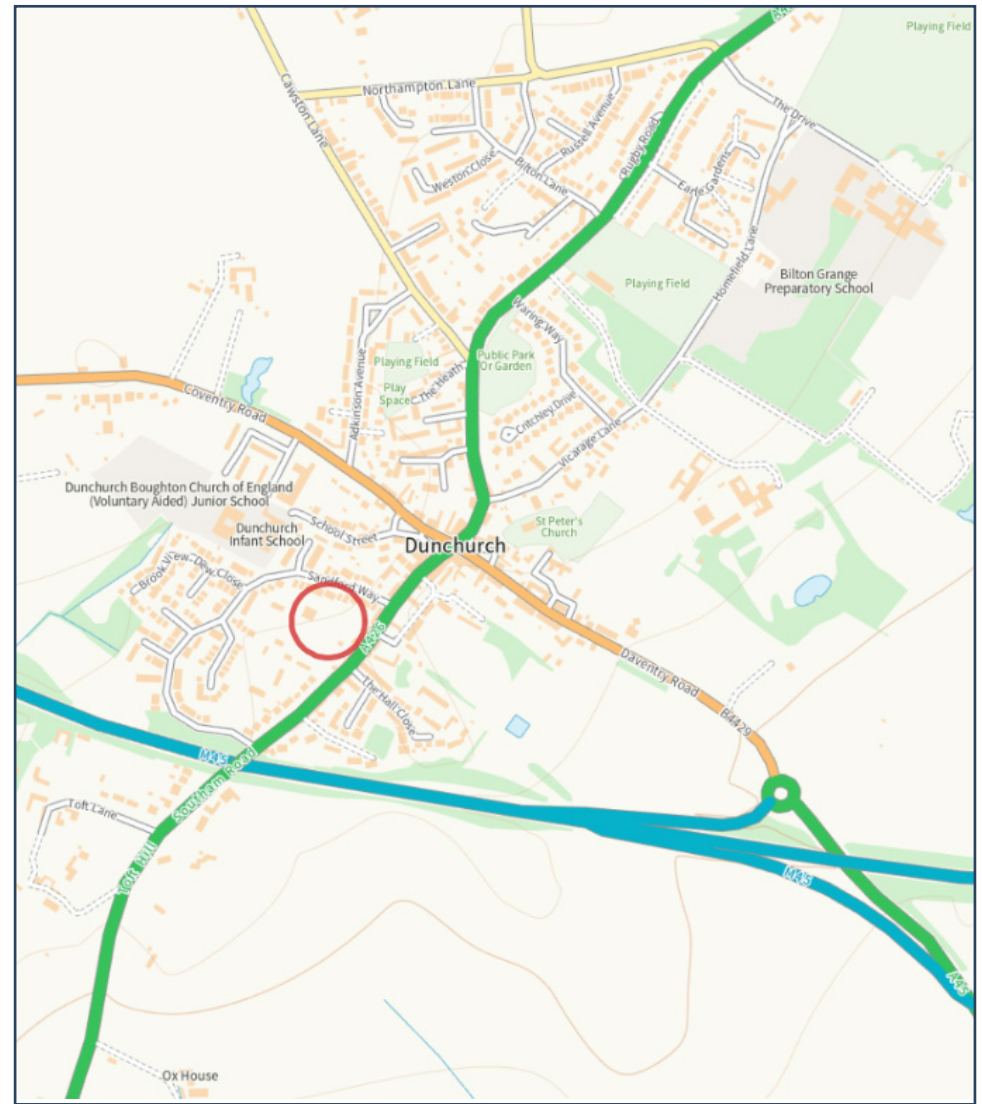 Playing Field
Cawston Lane
Northampton Lane
The Drive
Russell Avenue
Rugby Road
Weston Close
Bilton Lane
Earle Gardens
Homefield Lane
Bilton Grange
Preparatory School
Playing Field
Waring Way
Adkinson Avenue
Playing Field
Public Park
Or Garden
Play
Space
The Heath
Coventry Road
Critchley Drive
Vicarage Lane
Dunchurch Boughton Church of England
(Voluntary Aided) Junior School
Dunchurch
Infant School
School Street
St Peter's
Church
Dunchurch
Brook View
Dew Close
Sandford Way
A426
Daventry Road
The Hall Close
B4429
M45
Southam Road
Toft Lane
Toft Hill
M45
A45
Ox House